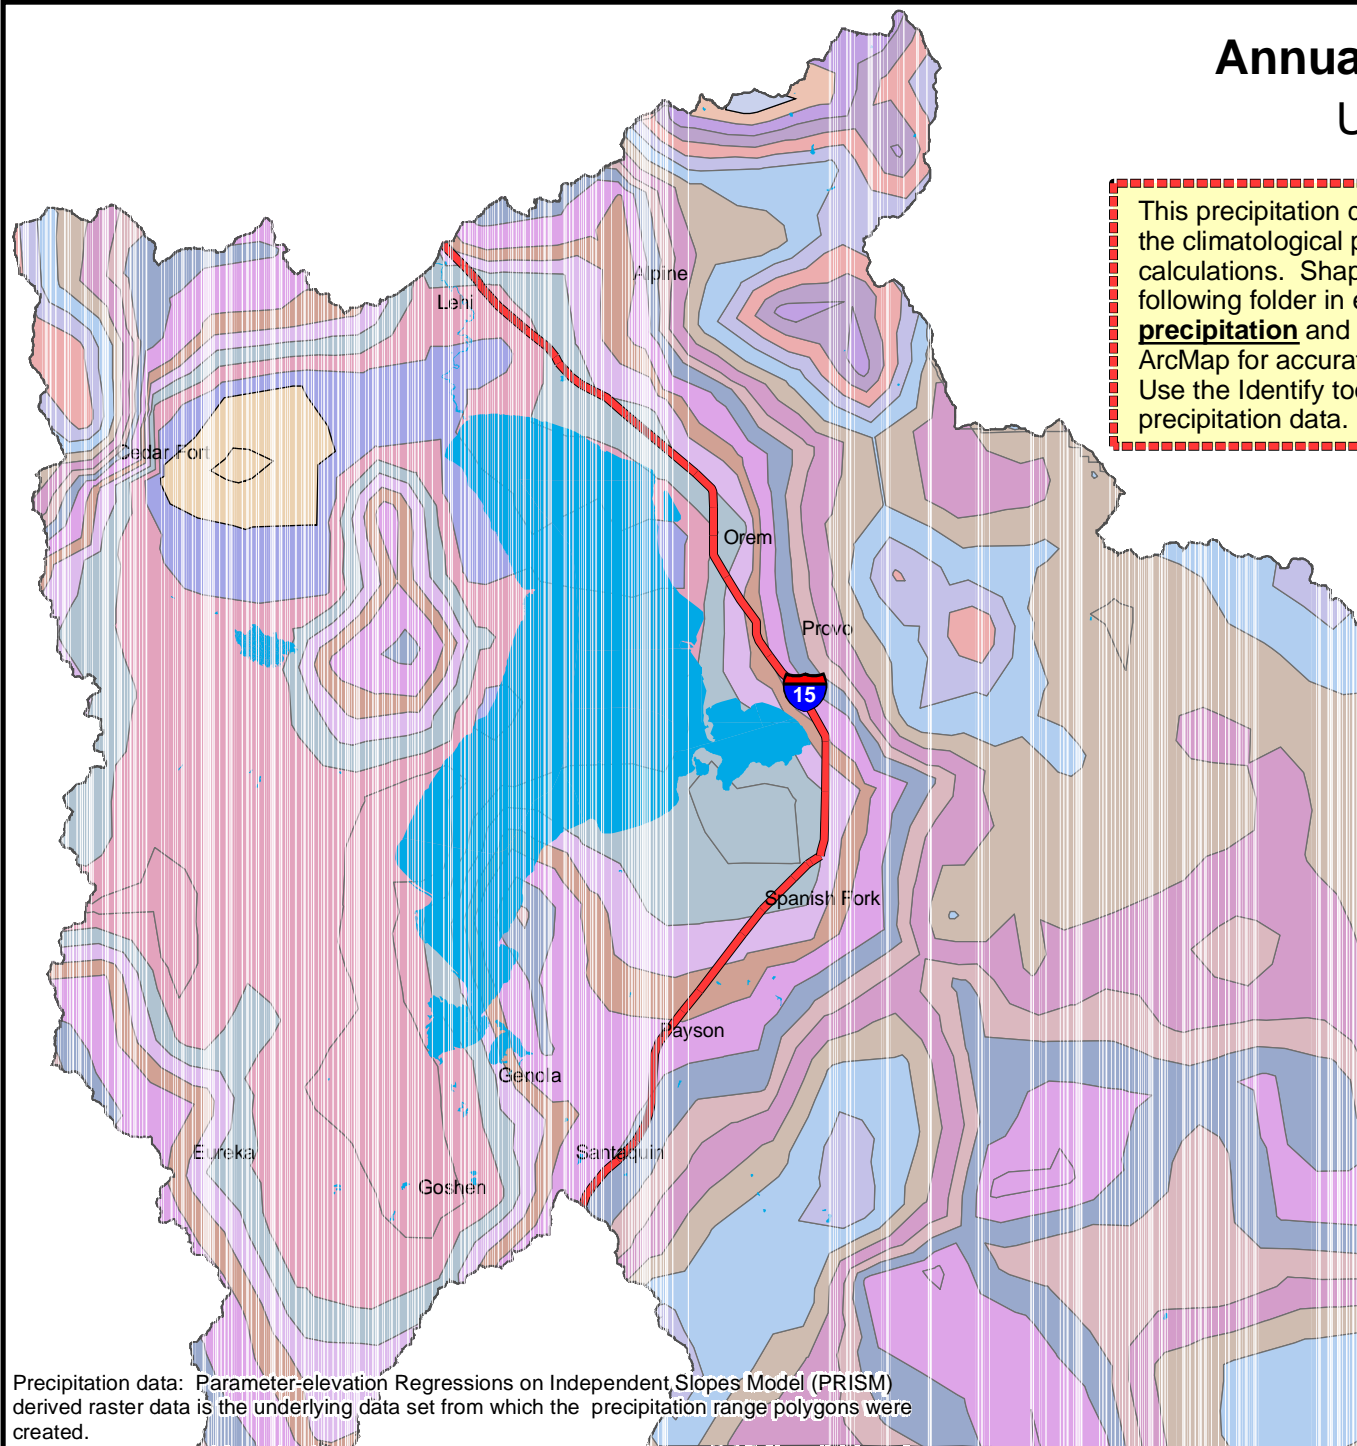 Annua
U
This precipitation d
the climatological p
calculations.  Shap
following folder in e
precipitation and
ArcMap for accurat
Use the Identify too
precipitation data.
Alpine
Lehi
Cedar Fort
Orem
Provo
15
Spanish Fork
Payson
Genola
Eureka
Santaquin
Goshen
Precipitation data:  Parameter-elevation Regressions on Independent Slopes Model (PRISM)
derived raster data is the underlying data set from which the  precipitation range polygons were
created.